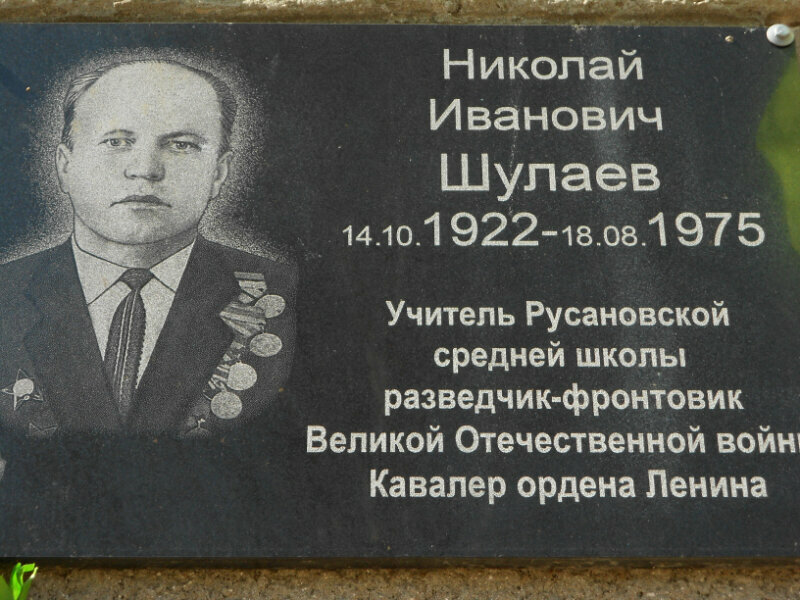 Николай
Иванович
Шулаев
14.10.1922-18.08.1975
Учитель Русановской
средней школы
разведчик-фронтовик
Великой Отечественной войн
Кавалер ордена Ленина